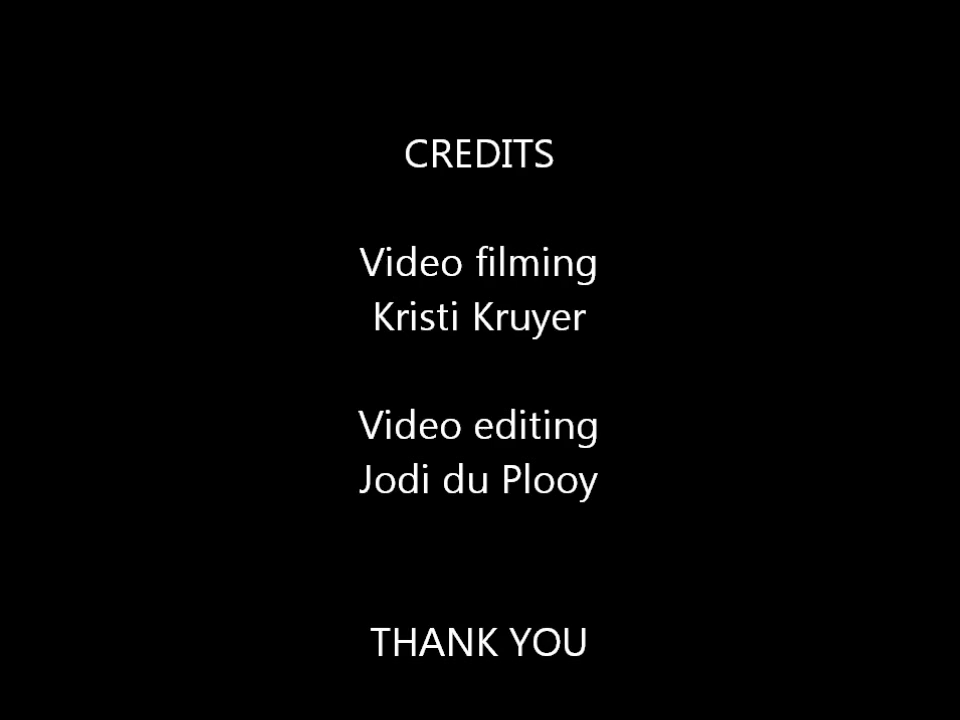 CREDITS
Video filming
Kristi Kruyer
Video editing
Jodi du Plooy
THANK YOU